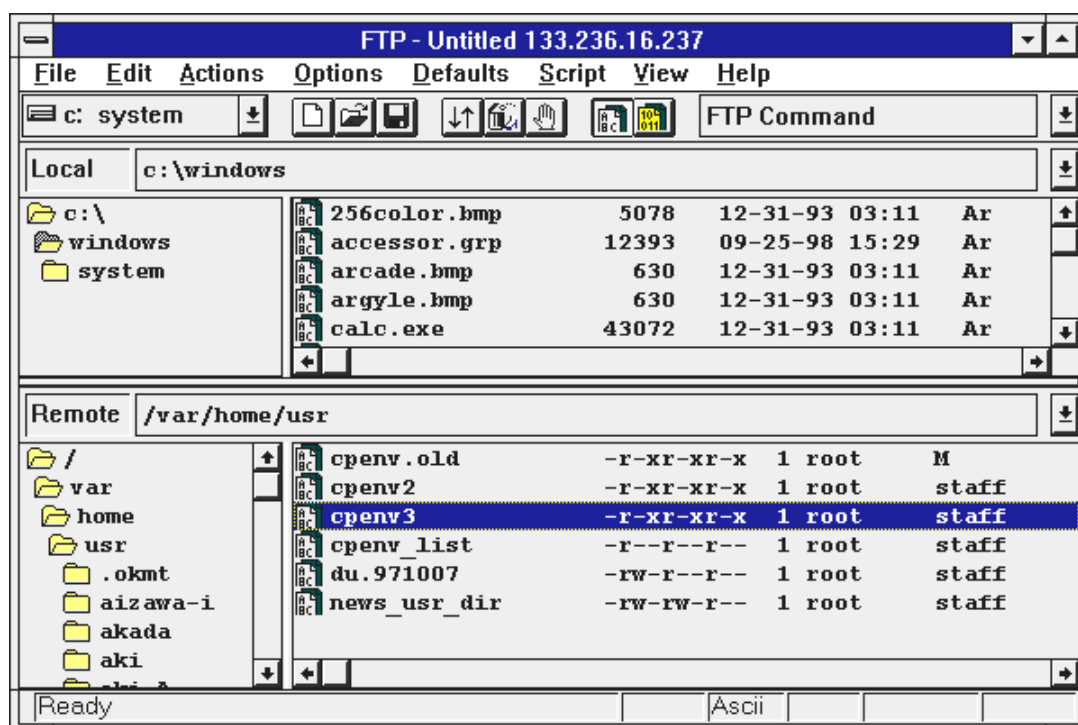 FTP - Untitled 133.236.16.237
File Edit Actions Options Defaults Script View Help
c: system FTP Command
Local c:\windows
c:\
windows
system
256color.bmp 5078 12-31-93 03:11 Ar
accessor.grp 12393 09-25-98 15:29 Ar
arcade.bmp 630 12-31-93 03:11 Ar
argyle.bmp 630 12-31-93 03:11 Ar
calc.exe 43072 12-31-93 03:11 Ar
Remote /var/home/usr
/
var
home
usr
.okmt
aizawa-i
akada
aki
cpenv.old -r-xr-xr-x 1 root M
cpenv2 -r-xr-xr-x 1 root staff
cpenv3 -r-xr-xr-x 1 root staff
cpenv_list -r--r--r-- 1 root staff
du.971007 -rw-r--r-- 1 root staff
news_usr_dir -rw-rw-r-- 1 root staff
Ready Ascii